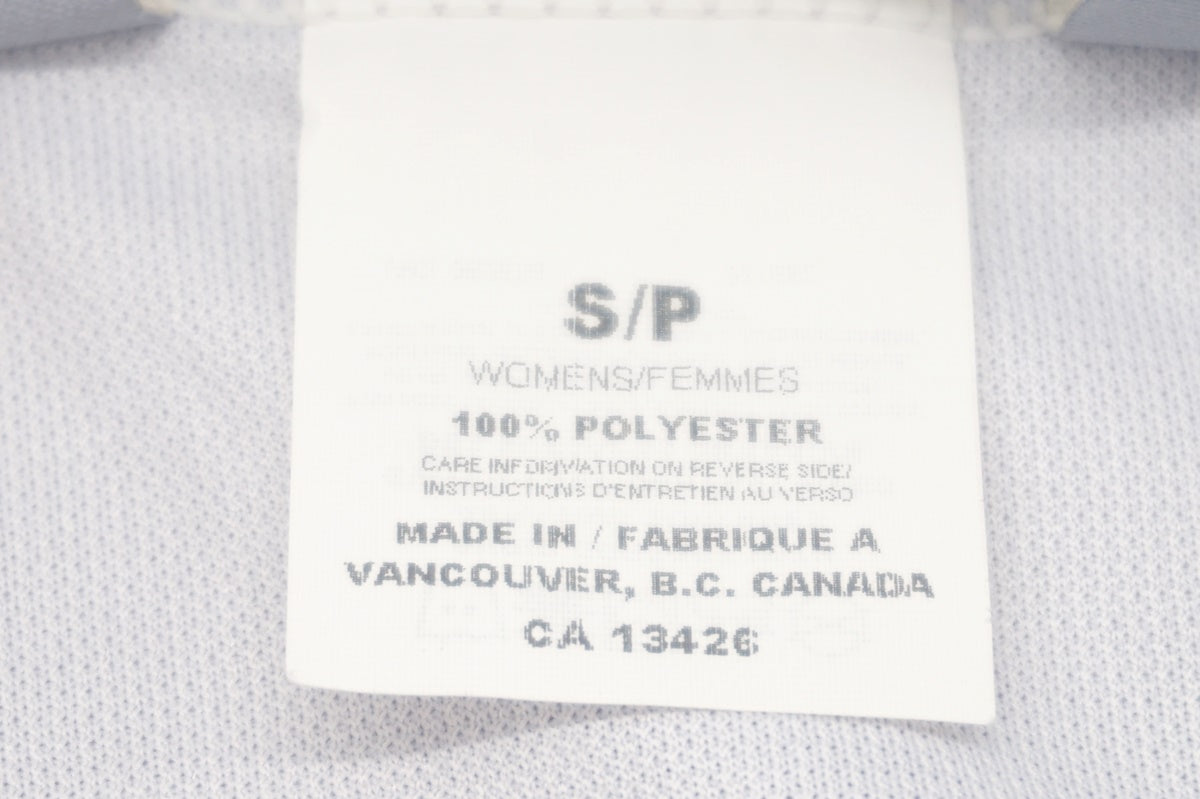 S/P
WOMENS/FEMMES
100% POLYESTER
CARE INFORMATION ON REVERSE SIDE/
INSTRUCTIONS D'ENTRETIEN AU VERSO
MADE IN / FABRIQUE A
VANCOUVER, B.C. CANADA
CA 13426